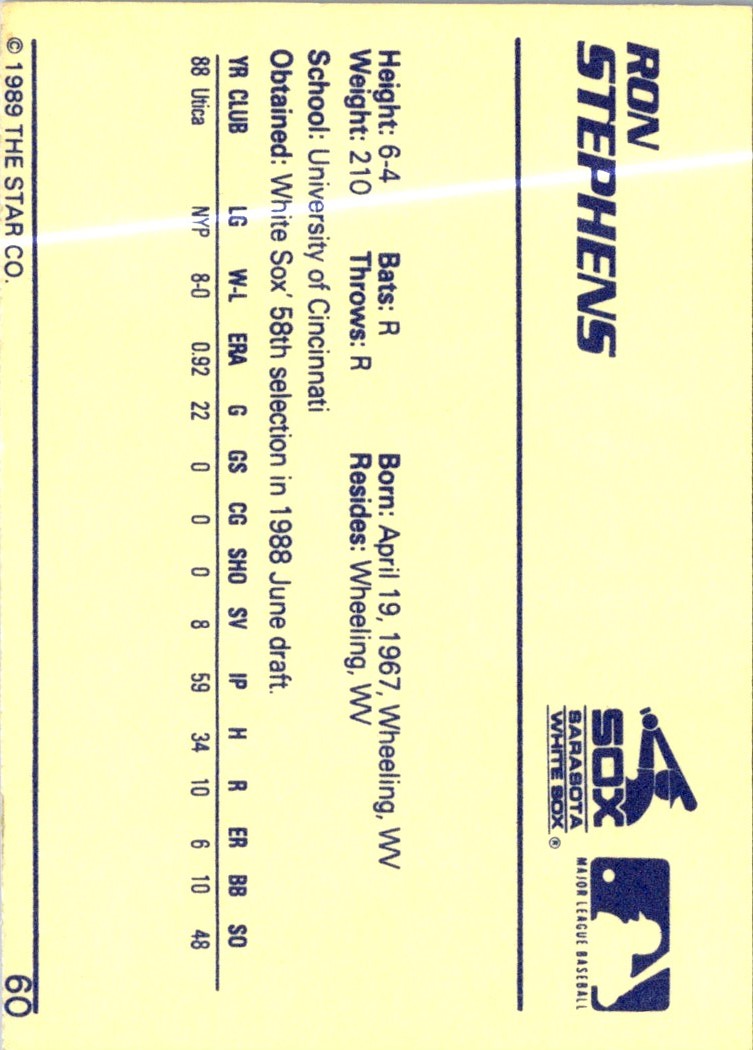 RON
STEPHENS
SOX
SARASOTA
WHITE SOX®
MAJOR LEAGUE BASEBALL
Height: 6-4 Bats: R Born: April 19, 1967, Wheeling, WV
Weight: 210 Throws: R Resides: Wheeling, WV
School: University of Cincinnati
Obtained: White Sox' 58th selection in 1988 June draft.
YR CLUB LG W-L ERA G GS CG SHO SV IP H R ER BB SO
88 Utica NYP 8-0 0.92 22 0 0 0 8 59 34 10 6 10 48
© 1989 THE STAR CO. 60